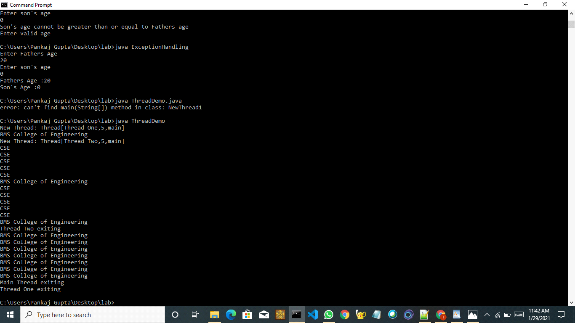 Command Prompt
Enter son's age
0
Son's age cannot be greater than or equal to Fathers age
Enter valid age
C:\Users\Pankaj Gupta\Desktop\lab>java ExceptionHandling
Enter Fathers Age
20
Enter son's age
0
Fathers Age :20
Son's Age :0
C:\Users\Pankaj Gupta\Desktop\lab>java ThreadDemo.java
error: can't find main(String[]) method in class: NewThread1
C:\Users\Pankaj Gupta\Desktop\lab>java ThreadDemo
New Thread: Thread[Thread One,5,main]
BMS College of Engineering
New Thread: Thread[Thread Two,5,main]
CSE
CSE
CSE
CSE
CSE
BMS College of Engineering
CSE
CSE
CSE
CSE
CSE
BMS College of Engineering
Thread Two exiting
BMS College of Engineering
BMS College of Engineering
BMS College of Engineering
BMS College of Engineering
BMS College of Engineering
BMS College of Engineering
BMS College of Engineering
Main Thread exiting
Thread One exiting
C:\Users\Pankaj Gupta\Desktop\lab>
Type here to search
11:42 AM
1/29/2021